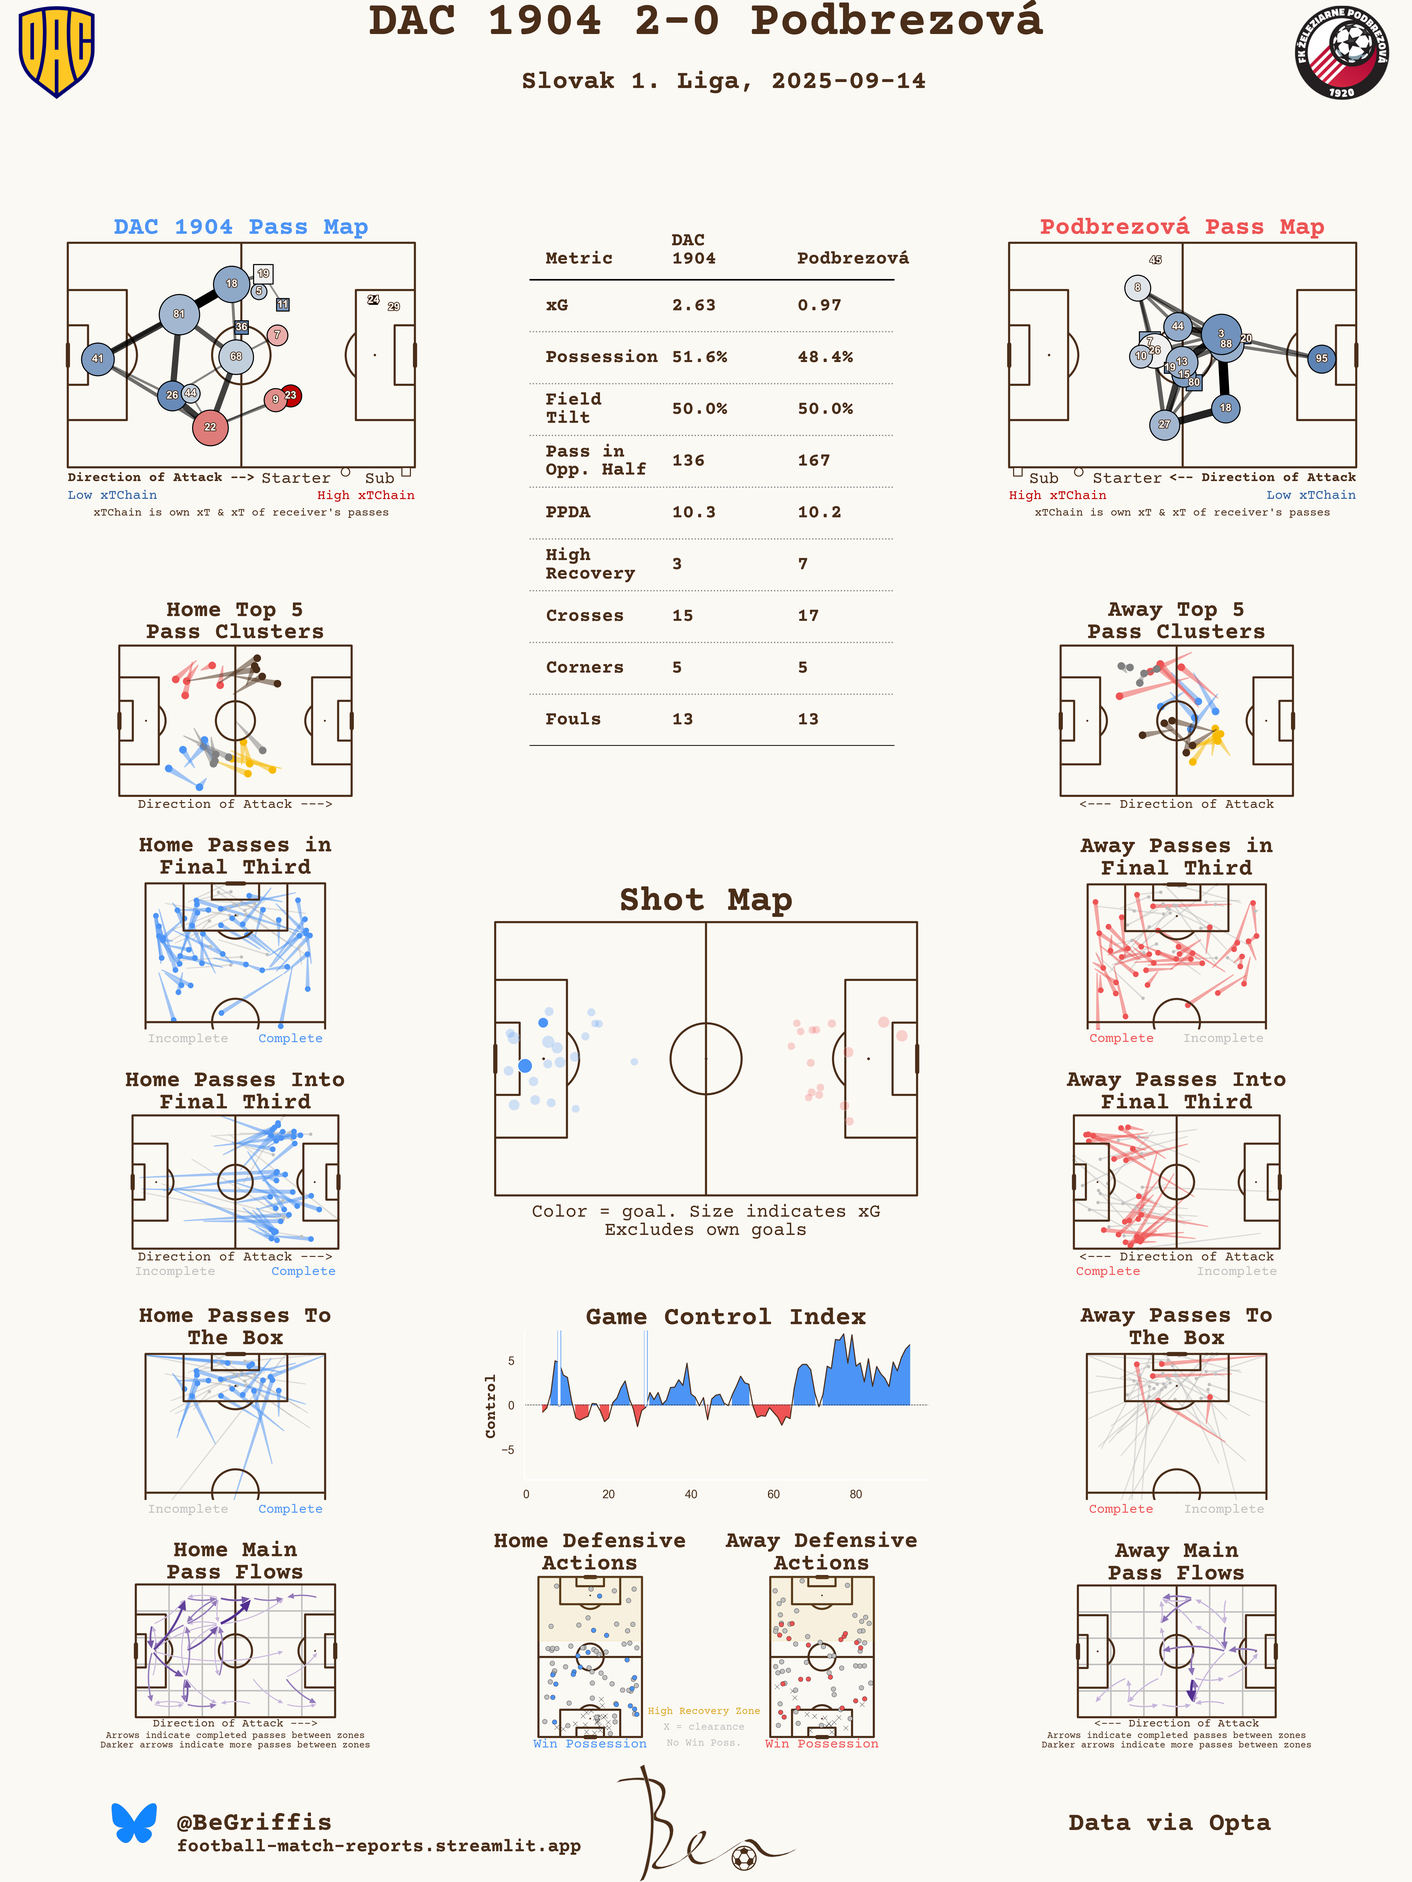 DAC 1904 2-0 Podbrezová
Slovak 1. Liga, 2025-09-14
DAC
FK ŽELEZIARNE PODBREZOVÁ
1920
DAC 1904 Pass Map
18
19
5
11
81
36
7
41
68
26
44
9
23
22
24
29
Direction of Attack --> Starter Sub
Low xTChain High xTChain
xTChain is own xT & xT of receiver's passes
Metric DAC 1904 Podbrezová
xG 2.63 0.97
Possession 51.6% 48.4%
Field Tilt 50.0% 50.0%
Pass in Opp. Half 136 167
PPDA 10.3 10.2
High Recovery 3 7
Crosses 15 17
Corners 5 5
Fouls 13 13
Podbrezová Pass Map
45
8
44
3
7
88
20
10
26
13
95
19
15
80
18
27
Sub Starter <-- Direction of Attack
High xTChain Low xTChain
xTChain is own xT & xT of receiver's passes
Home Top 5
Pass Clusters
Direction of Attack --->
Away Top 5
Pass Clusters
<--- Direction of Attack
Home Passes in
Final Third
Incomplete Complete
Away Passes in
Final Third
Complete Incomplete
Shot Map
Color = goal. Size indicates xG
Excludes own goals
Home Passes Into
Final Third
Direction of Attack --->
Incomplete Complete
Away Passes Into
Final Third
<--- Direction of Attack
Complete Incomplete
Home Passes To
The Box
Incomplete Complete
Game Control Index
Control
5
0
−5
0 20 40 60 80
Away Passes To
The Box
Complete Incomplete
Home Main
Pass Flows
Direction of Attack --->
Arrows indicate completed passes between zones
Darker arrows indicate more passes between zones
Home Defensive
Actions
Win Possession
High Recovery Zone
X = clearance
No Win Poss.
Away Defensive
Actions
Win Possession
Away Main
Pass Flows
<--- Direction of Attack
Arrows indicate completed passes between zones
Darker arrows indicate more passes between zones
@BeGriffis
football-match-reports.streamlit.app
Ben
Data via Opta